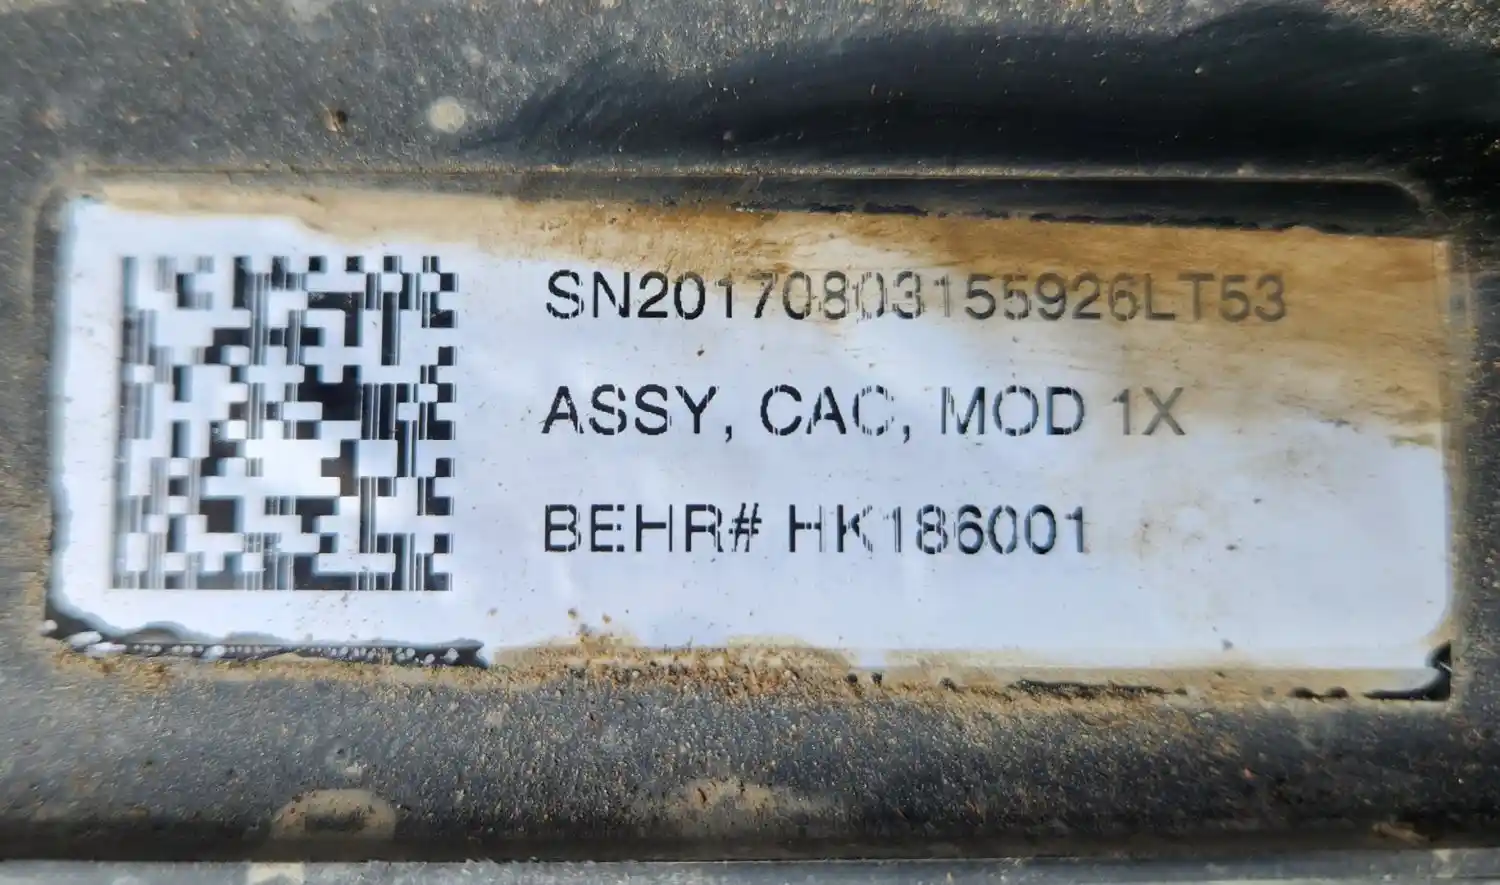 SN20170803155926LT53
ASSY, CAC, MOD 1X
BEHR# HK186001